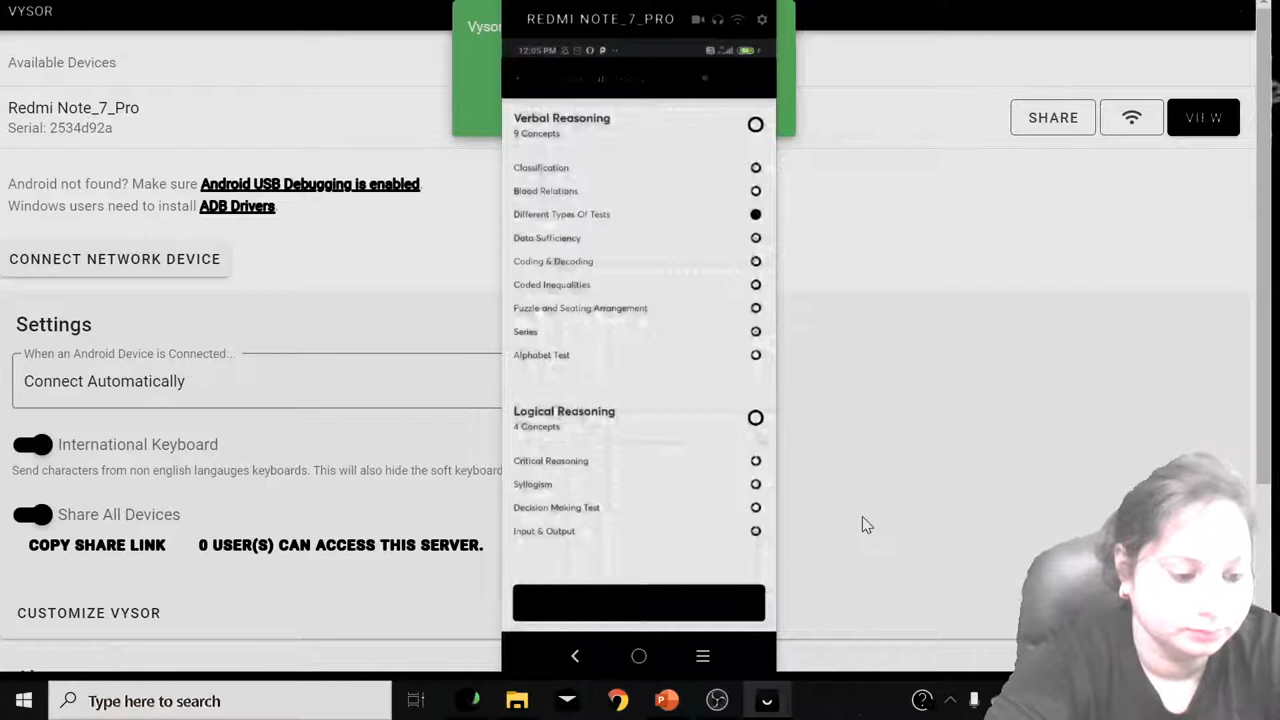 VYSOR
Available Devices
Redmi Note_7_Pro
Serial: 2534d92a
SHARE
VIEW
Android not found? Make sure Android USB Debugging is enabled.
Windows users need to install ADB Drivers.
CONNECT NETWORK DEVICE
Settings
When an Android Device is Connected...
Connect Automatically
International Keyboard
Send characters from non english langauges keyboards. This will also hide the soft keyboard
Share All Devices
COPY SHARE LINK
0 USER(S) CAN ACCESS THIS SERVER.
CUSTOMIZE VYSOR
Vysor
REDMI NOTE_7_PRO
12:05 PM
Verbal Reasoning
9 Concepts
Classification
Blood Relations
Different Types Of Tests
Data Sufficiency
Coding & Decoding
Coded Inequalities
Puzzle and Seating Arrangement
Series
Alphabet Test
Logical Reasoning
4 Concepts
Critical Reasoning
Syllogism
Decision Making Test
Input & Output
Type here to search